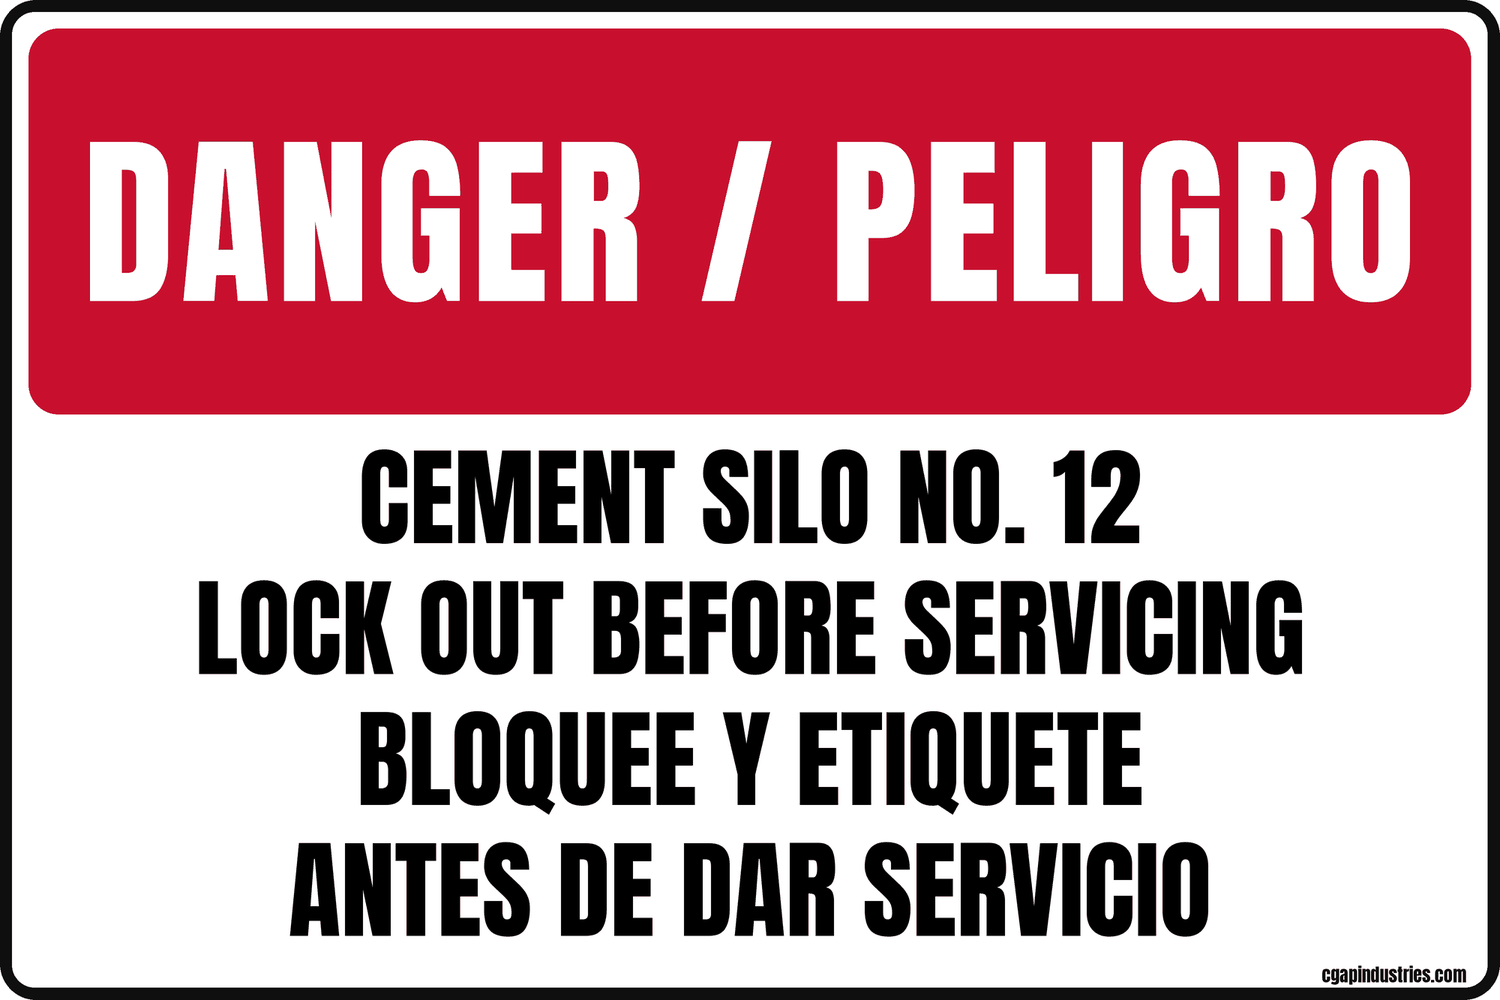 DANGER / PELIGRO
CEMENT SILO NO. 12
LOCK OUT BEFORE SERVICING
BLOQUEE Y ETIQUETE
ANTES DE DAR SERVICIO
cgapindustries.com